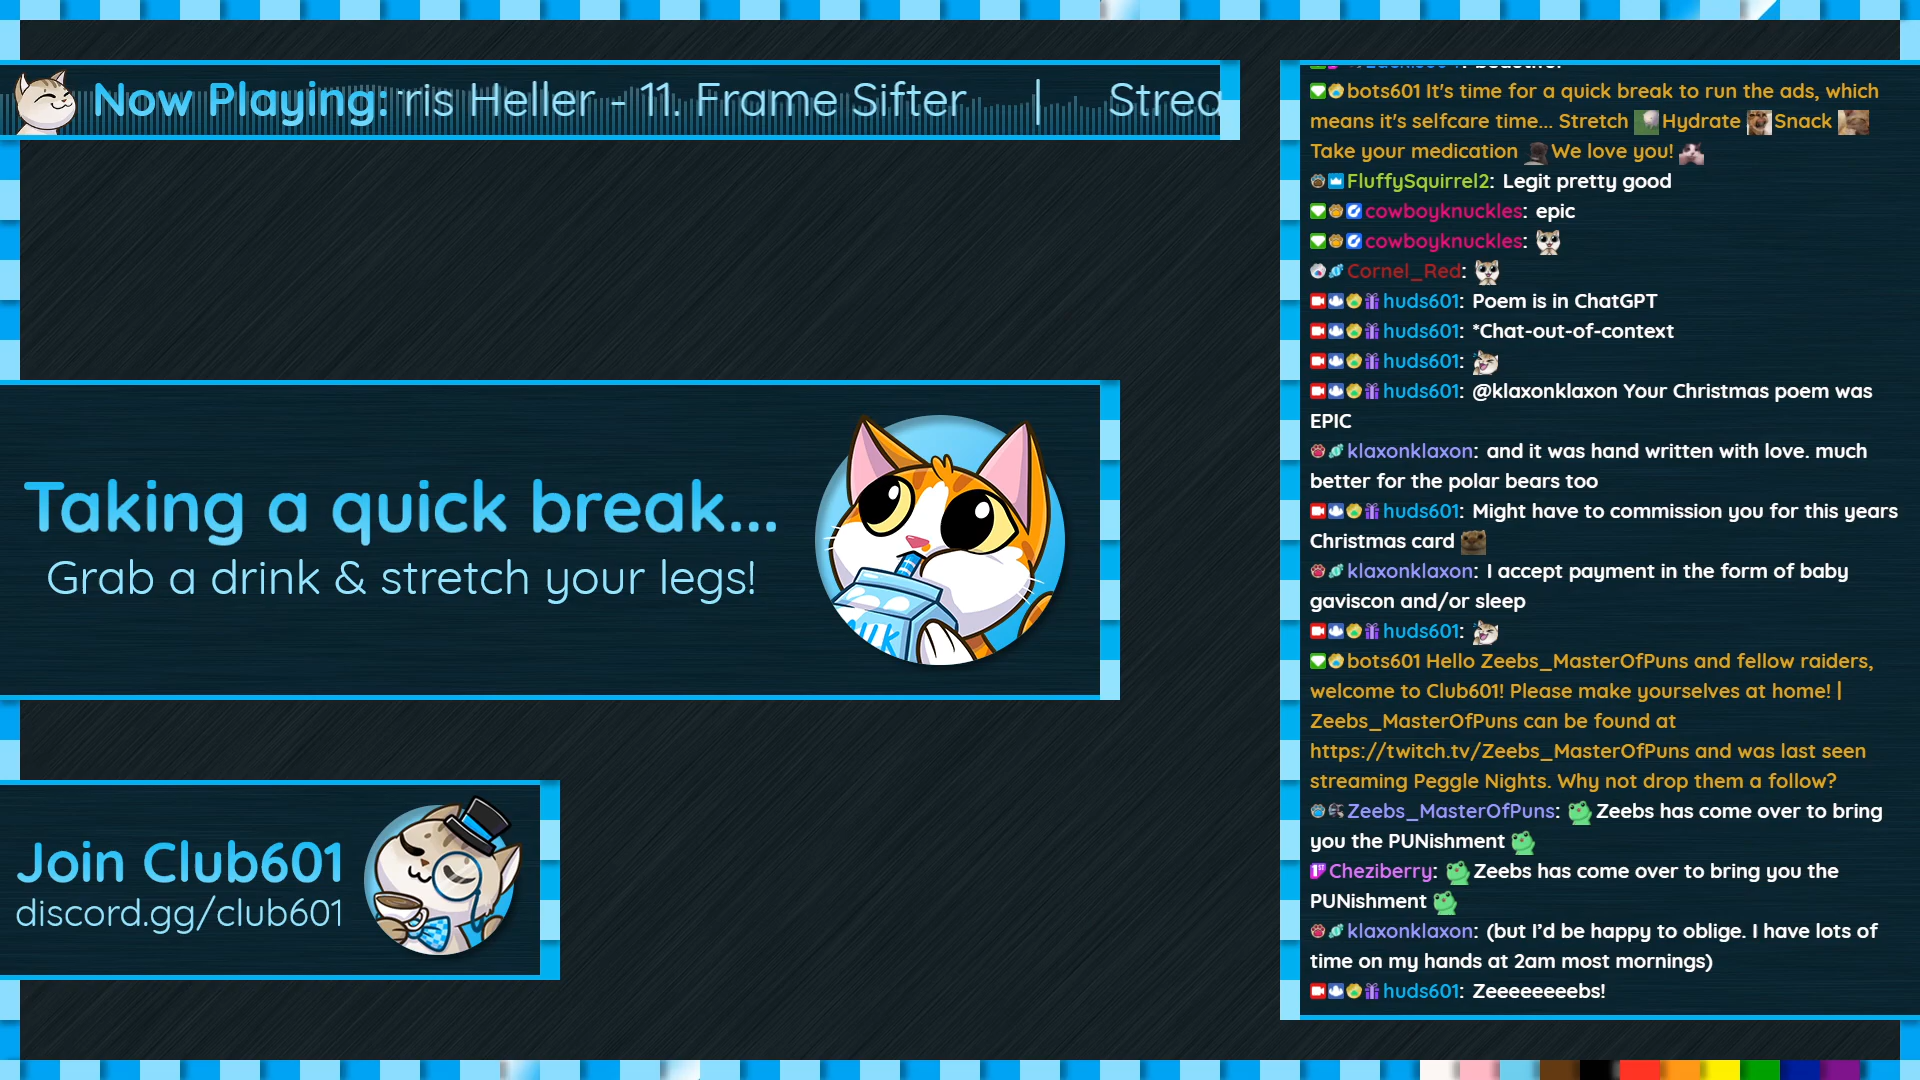 Now Playing: ris Heller - 11. Frame Sifter | Strea
bots601 It's time for a quick break to run the ads, which
means it's selfcare time... Stretch Hydrate Snack
Take your medication We love you!
FluffySquirrel2: Legit pretty good
cowboyknuckles: epic
cowboyknuckles:
Cornel_Red:
huds601: Poem is in ChatGPT
huds601: *Chat-out-of-context
huds601:
huds601: @klaxonklaxon Your Christmas poem was
EPIC
klaxonklaxon: and it was hand written with love. much
better for the polar bears too
huds601: Might have to commission you for this years
Christmas card
klaxonklaxon: I accept payment in the form of baby
gaviscon and/or sleep
huds601:
bots601 Hello Zeebs_MasterOfPuns and fellow raiders,
welcome to Club601! Please make yourselves at home! |
Zeebs_MasterOfPuns can be found at
https://twitch.tv/Zeebs_MasterOfPuns and was last seen
streaming Peggle Nights. Why not drop them a follow?
Zeebs_MasterOfPuns: Zeebs has come over to bring
you the PUNishment
Cheziberry: Zeebs has come over to bring you the
PUNishment
klaxonklaxon: (but I'd be happy to oblige. I have lots of
time on my hands at 2am most mornings)
huds601: Zeeeeeeeebs!
Taking a quick break...
Grab a drink & stretch your legs!
MILK
Join Club601
discord.gg/club601